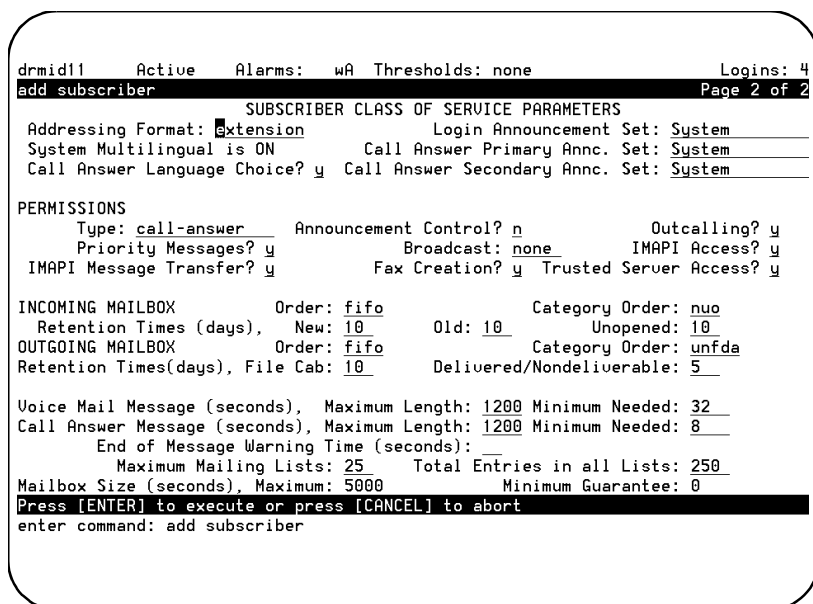 drmid11 Active Alarms: wA Thresholds: none Logins: 4
add subscriber Page 2 of 2
SUBSCRIBER CLASS OF SERVICE PARAMETERS
Addressing Format: extension Login Announcement Set: System
System Multilingual is ON Call Answer Primary Annc. Set: System
Call Answer Language Choice? y Call Answer Secondary Annc. Set: System
PERMISSIONS
Type: call-answer Announcement Control? n Outcalling? y
Priority Messages? y Broadcast: none IMAPI Access? y
IMAPI Message Transfer? y Fax Creation? y Trusted Server Access? y
INCOMING MAILBOX Order: fifo Category Order: nuo
Retention Times (days), New: 10 Old: 10 Unopened: 10
OUTGOING MAILBOX Order: fifo Category Order: unfda
Retention Times(days), File Cab: 10 Delivered/Nondeliverable: 5
Voice Mail Message (seconds), Maximum Length: 1200 Minimum Needed: 32
Call Answer Message (seconds), Maximum Length: 1200 Minimum Needed: 8
End of Message Warning Time (seconds):
Maximum Mailing Lists: 25 Total Entries in all Lists: 250
Mailbox Size (seconds), Maximum: 5000 Minimum Guarantee: 0
Press [ENTER] to execute or press [CANCEL] to abort
enter command: add subscriber